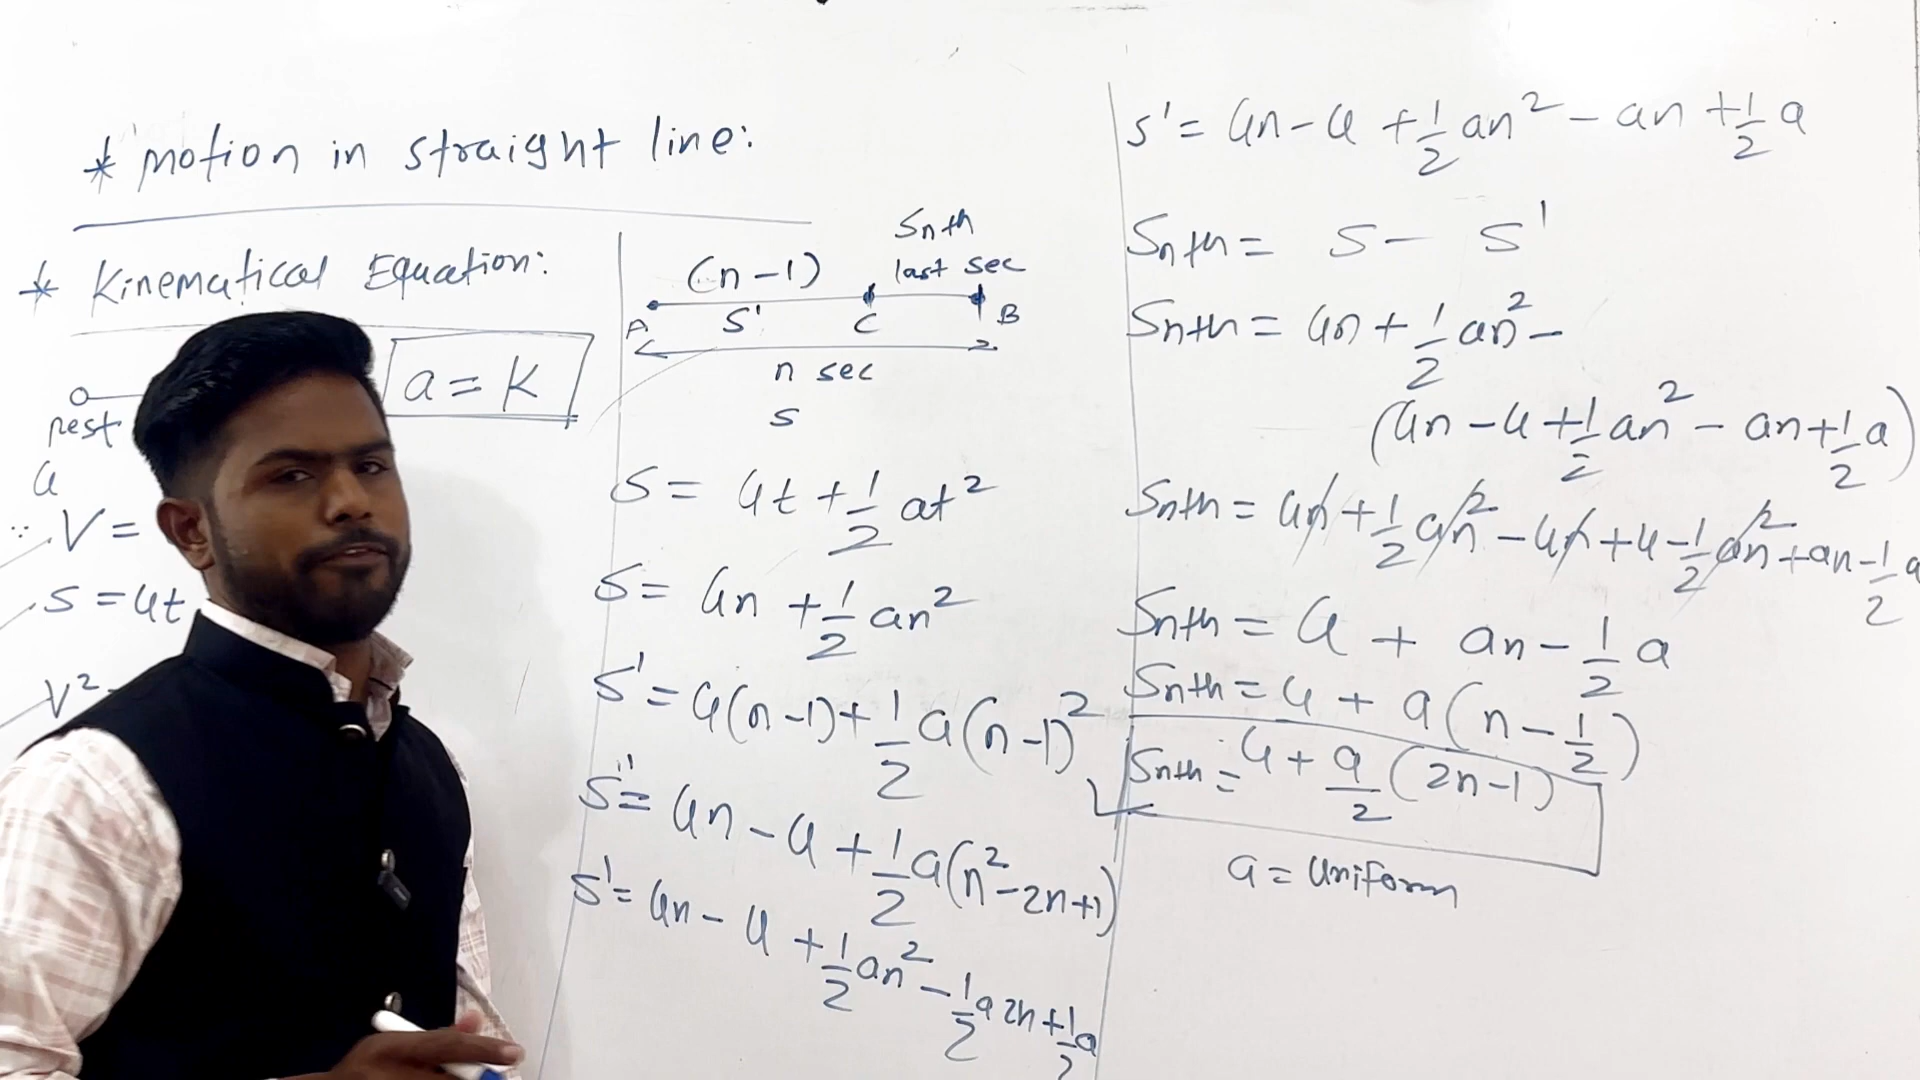 * motion in straight line:
* Kinematical Equation:
a = K
rest
u
∵ V =
S = ut
V²
Snth
(n-1) last sec
A S' C B
n sec
S
S = ut + 1/2 at²
S = un + 1/2 an²
S' = u(n-1) + 1/2 a(n-1)²
S'' = un - u + 1/2 a(n² - 2n + 1)
S' = un - u + 1/2 an² - 1/2 a 2n + 1/2 a
S' = un - u + 1/2 an² - an + 1/2 a
Snth = S - S'
Snth = un + 1/2 an² -
(un - u + 1/2 an² - an + 1/2 a)
Snth = un + 1/2 an² - un + u - 1/2 an² + an - 1/2 a
Snth = u + an - 1/2 a
Snth = u + a(n - 1/2)
Snth = u + a/2 (2n-1)
a = uniform